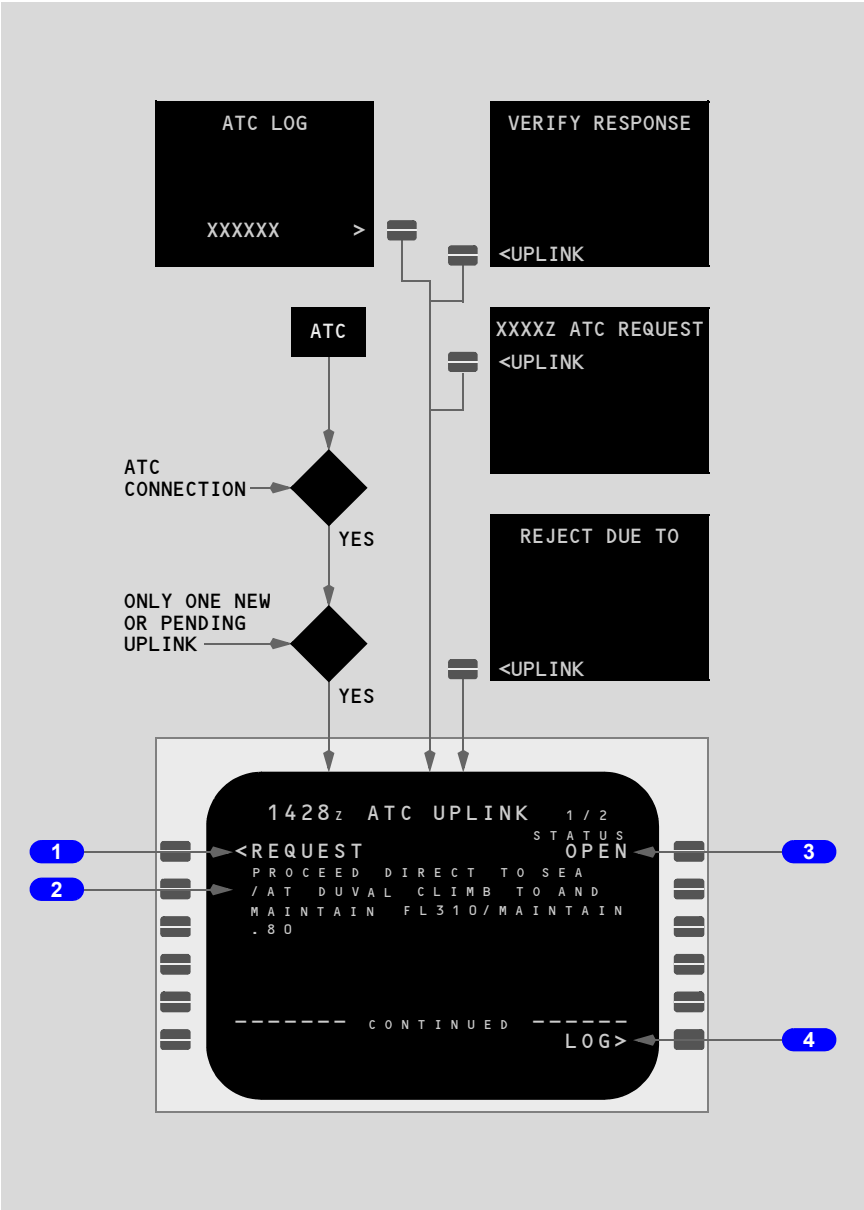 ATC LOG
XXXXXX >
VERIFY RESPONSE
<UPLINK
ATC
XXXXZ ATC REQUEST
<UPLINK
ATC
CONNECTION
YES
REJECT DUE TO
<UPLINK
ONLY ONE NEW
OR PENDING
UPLINK
YES
1428z ATC UPLINK 1/2
STATUS
1
<REQUEST OPEN
3
PROCEED DIRECT TO SEA
2
/AT DUVAL CLIMB TO AND
MAINTAIN FL310/MAINTAIN
.80
------- CONTINUED ------
LOG>
4